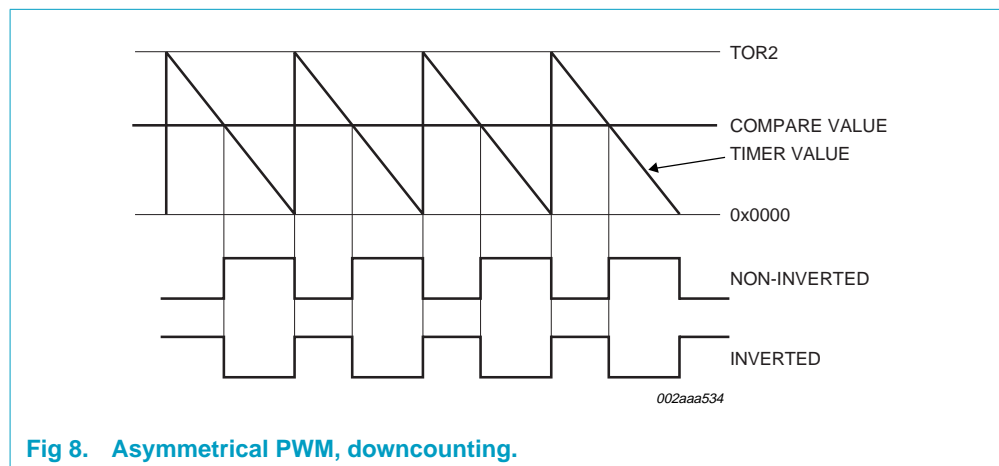 TOR2
COMPARE VALUE
TIMER VALUE
0x0000
NON-INVERTED
INVERTED
002aaa534
Fig 8. Asymmetrical PWM, downcounting.